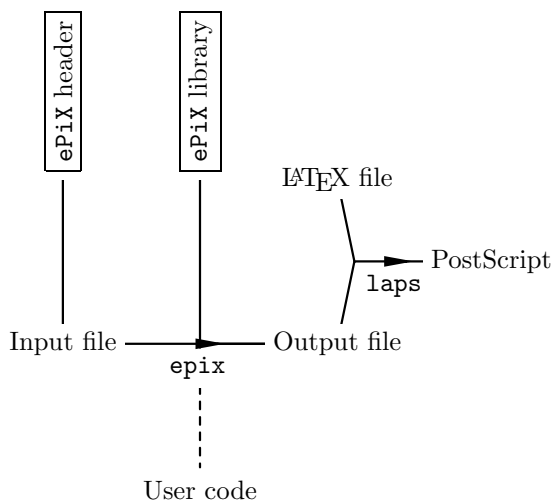 ePiX header
ePiX library
LATEX file
PostScript
laps
Input file
Output file
epix
User code